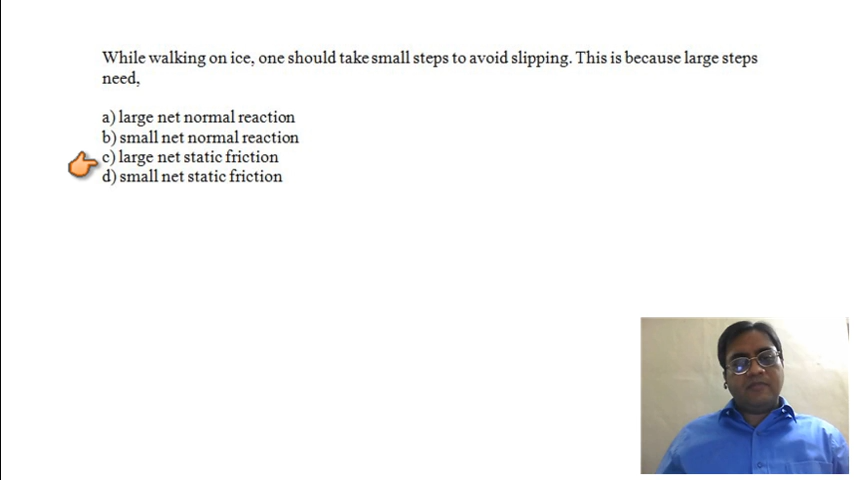 While walking on ice, one should take small steps to avoid slipping. This is because large steps
need,
a) large net normal reaction
b) small net normal reaction
c) large net static friction
d) small net static friction